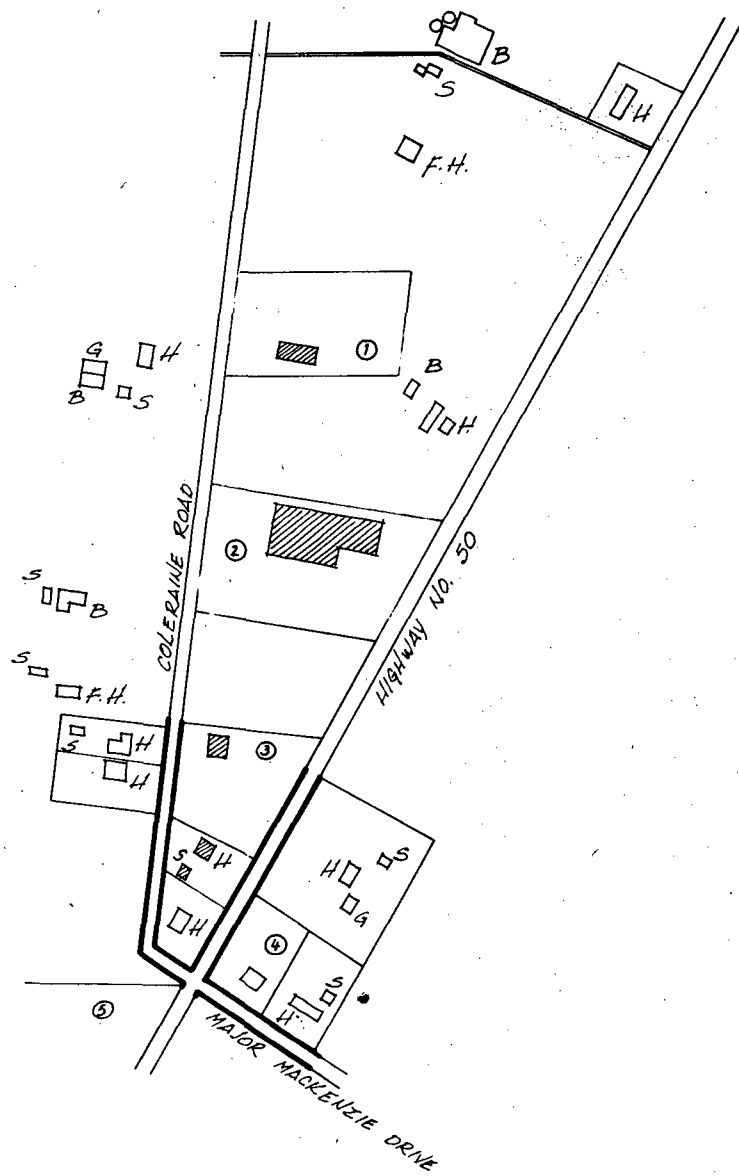 B
S
H
F.H.
①
G
H
B
S
B
H
COLERAINE ROAD
②
HIGHWAY NO. 50
S
B
S
F.H.
S
H
H
③
S
H
H
S
H
G
④
S
H
⑤
MAJOR MACKENZIE DRIVE